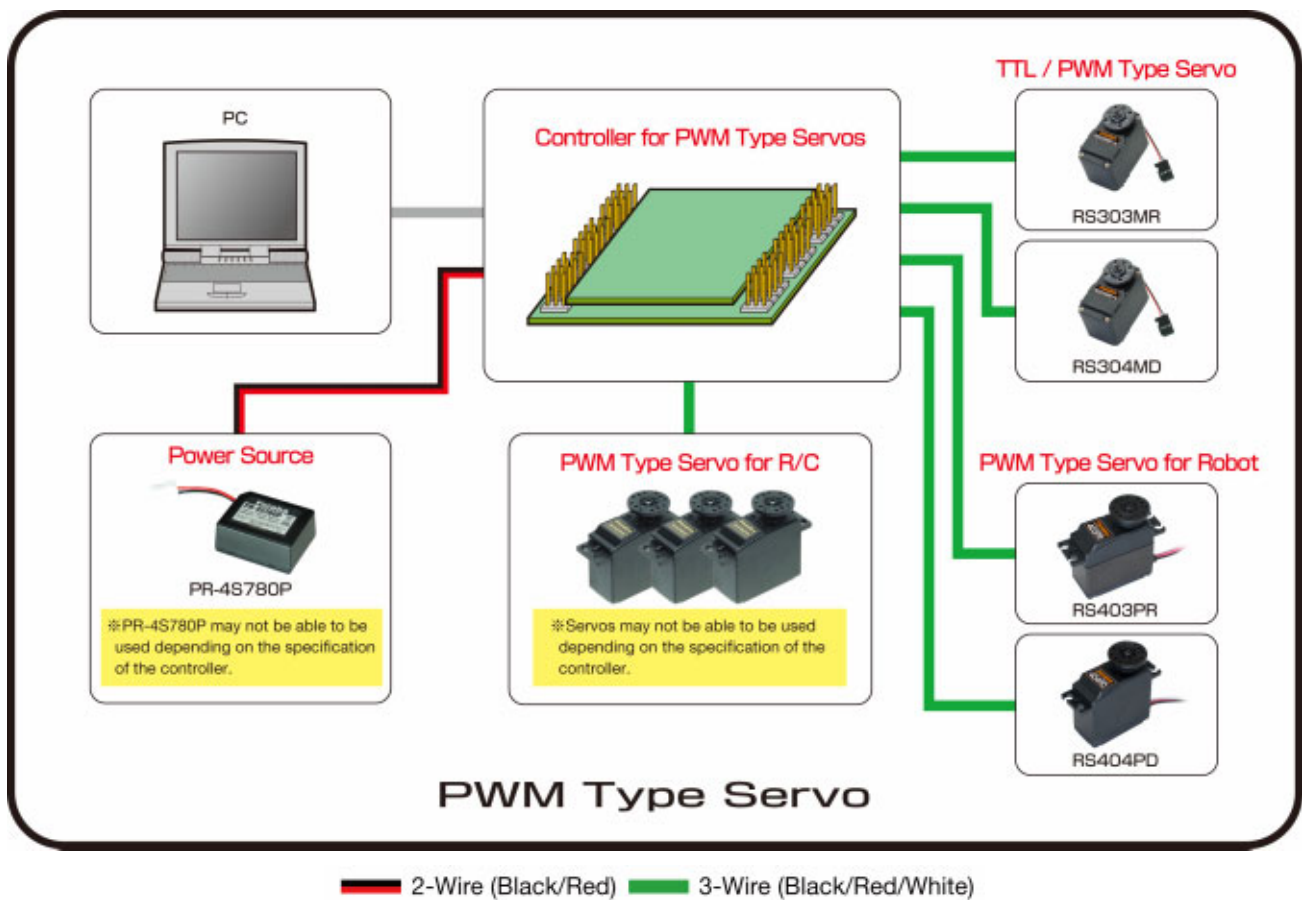 TTL / PWM Type Servo
PC
Controller for PWM Type Servos
RS303MR
RS304MD
Power Source
PWM Type Servo for R/C
PWM Type Servo for Robot
PR-4S780P
※PR-4S780P may not be able to be
used depending on the specification
of the controller.
※Servos may not be able to be used
depending on the specification of the
controller.
RS403PR
RS404PD
PWM Type Servo
2-Wire (Black/Red)
3-Wire (Black/Red/White)